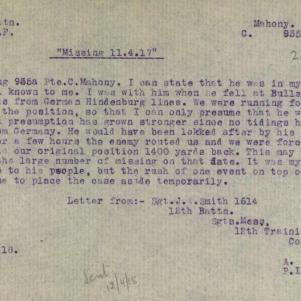 ttn. Mahony.
.F. C. 935
"Missing 11.4.17"
ng 935a Pte.C.Mahony. I can state that he was in my
known to me. I was with him when he fell at Bulla
s from German Hindenburg lines. We were running fo
the position, so that I can only presume that he w
presumption has grown stronger since no tidings h
om Germany. He would have been lokked after by his
r a few hours the enemy routed us and we were forc
our original position 1400 yards back. This may
the large number of missing on that date. It was my
e to his people, but the rush of one event on top o
me to place the case aside temporarily.
Letter from:- Sgt.J. Smith 1614
12th Battn.
Sgts.Mess,
12th Traini
Co
18.
A.
P.I
Sent
12/4/18